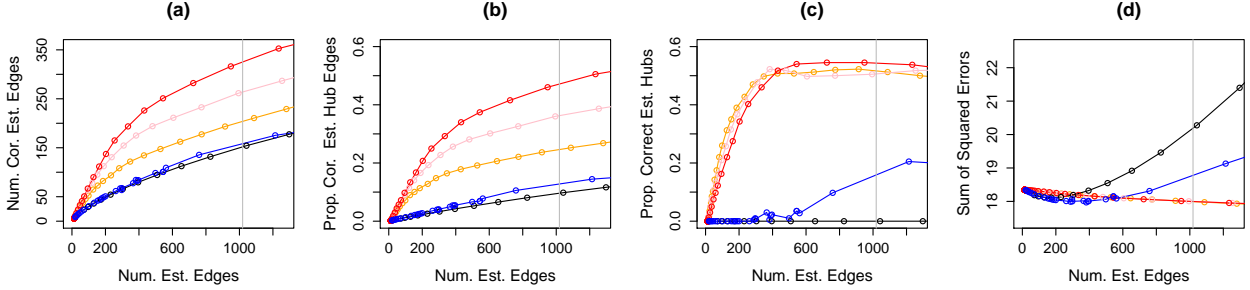 (a)
Num. Cor. Est. Edges
0 50 150 250 350
0 200 600 1000
Num. Est. Edges
(b)
Prop. Cor. Est. Hub Edges
0.0 0.2 0.4 0.6
0 200 600 1000
Num. Est. Edges
(c)
Prop. Correct Est. Hubs
0.0 0.2 0.4 0.6
0 200 600 1000
Num. Est. Edges
(d)
Sum of Squared Errors
18 19 20 21 22
0 200 600 1000
Num. Est. Edges